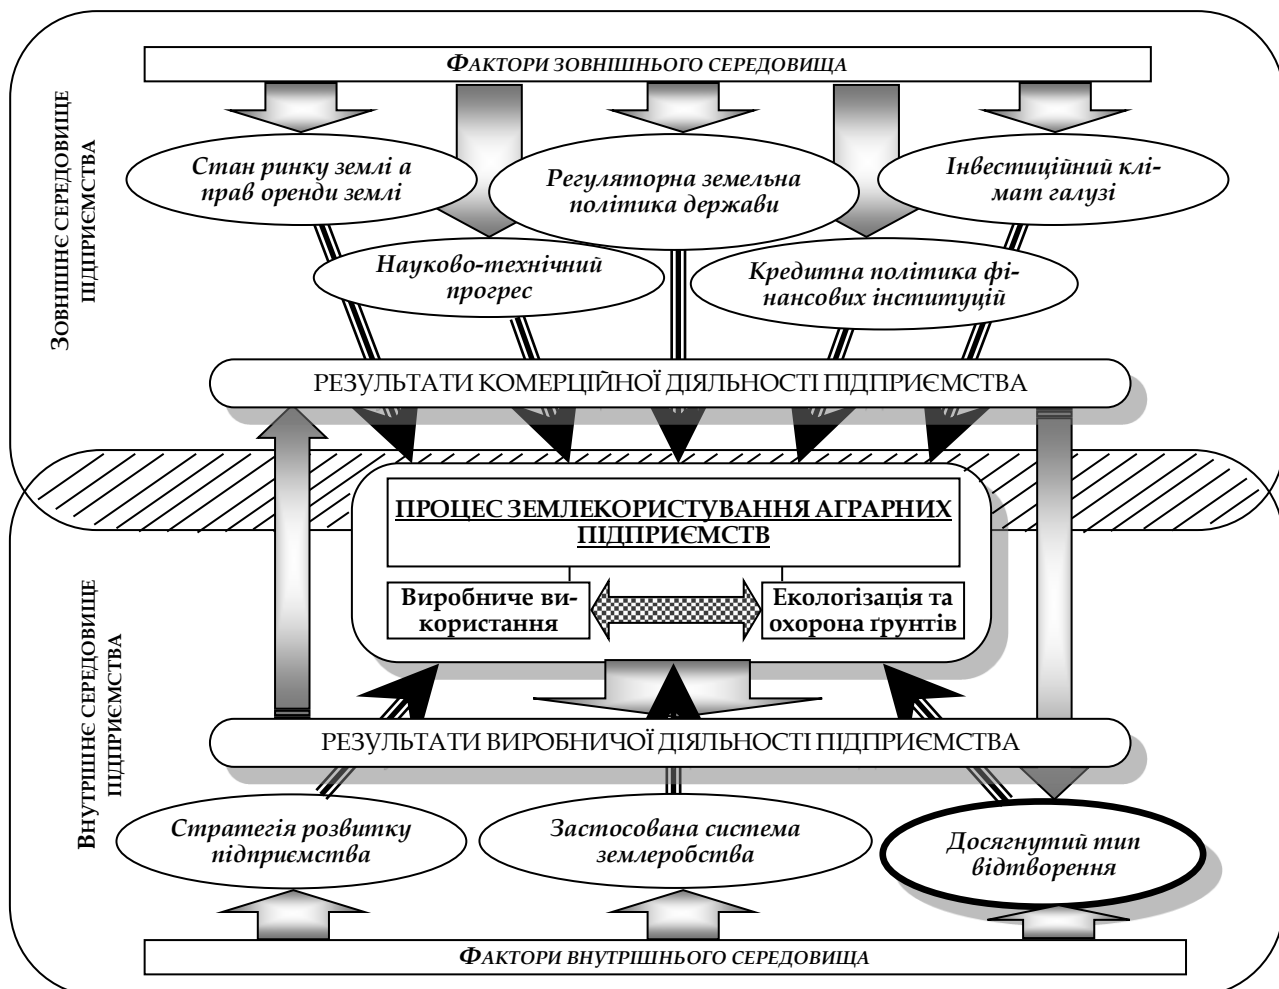 ФАКТОРИ ЗОВНІШНЬОГО СЕРЕДОВИЩА
ЗОВНІШНЄ СЕРЕДОВИЩЕ
ПІДПРИЄМСТВА
Стан ринку землі а
прав оренди землі
Регуляторна земельна
політика держави
Інвестиційний клі-
мат галузі
Науково-технічний
прогрес
Кредитна політика фі-
нансових інституцій
РЕЗУЛЬТАТИ КОМЕРЦІЙНОЇ ДІЯЛЬНОСТІ ПІДПРИЄМСТВА
ПРОЦЕС ЗЕМЛЕКОРИСТУВАННЯ АГРАРНИХ
ПІДПРИЄМСТВ
Виробниче ви-
користання
Екологізація та
охорона ґрунтів
ВНУТРІШНЄ СЕРЕДОВИЩЕ
ПІДПРИЄМСТВА
РЕЗУЛЬТАТИ ВИРОБНИЧОЇ ДІЯЛЬНОСТІ ПІДПРИЄМСТВА
Стратегія розвитку
підприємства
Застосована система
землеробства
Досягнутий тип
відтворення
ФАКТОРИ ВНУТРІШНЬОГО СЕРЕДОВИЩА